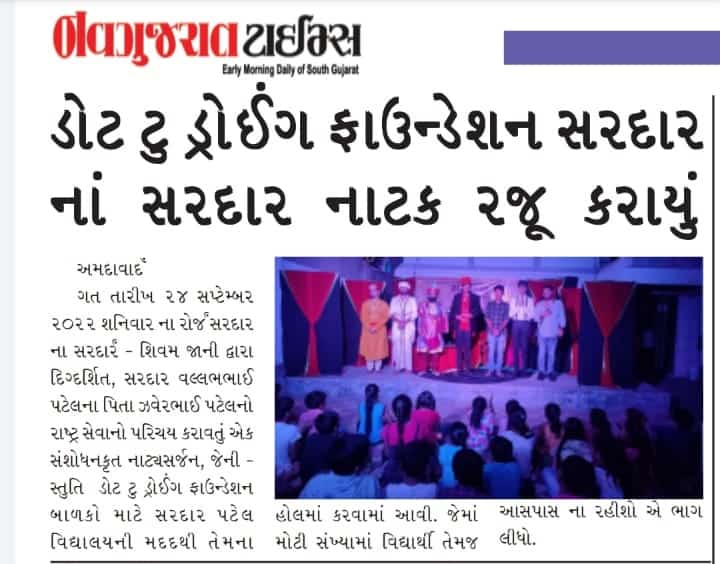 ભવગુજરાત ટાઈમ્સ
Early Morning Daily of South Gujarat
ડોટ ટુ ડ્રોઈંગ ફાઉન્ડેશન સરદાર
નાં સરદાર નાટક રજૂ કરાયું
અમદાવાદઁ
ગત તારીખ ૨૪ સપ્ટેમ્બર
૨૦૨૨ શનિવાર ના રોજઁસરદાર
ના સરદારઁ - શિવમ જાની દ્વારા
દિગ્દર્શિત, સરદાર વલ્લભભાઈ
પટેલના પિતા ઝવેરભાઈ પટેલનો
રાષ્ટ્ર સેવાનો પરિચય કરાવતું એક
સંશોધનકૃત નાટ્યસર્જન, જેની -
સ્તુતિ ડોટ ટુ ડ્રોઈંગ ફાઉન્ડેશન
બાળકો માટે સરદાર પટેલ
વિદ્યાલયની મદદથી તેમના
હોલમાં કરવામાં આવી. જેમાં
મોટી સંખ્યામાં વિદ્યાર્થી તેમજ
આસપાસ ના રહીશો એ ભાગ
લીધો.